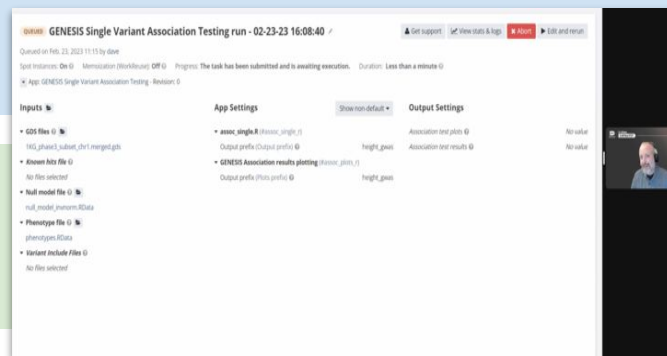 QUEUED GENESIS Single Variant Association Testing run - 02-23-23 16:08:40
Get support View stats & logs Abort Edit and rerun
Queued on Feb. 23, 2023 11:15 by dave
Spot Instances: On Memoization (WorkReuse): Off Progress: The task has been submitted and is awaiting execution. Duration: Less than a minute
App: GENESIS Single Variant Association Testing - Revision: 0
Inputs App Settings Show non-default Output Settings
GDS files
1KG_phase3_subset_chr1.merged.gds
Known hits file
No files selected
Null model file
null_model_invnorm.RData
Phenotype file
phenotypes.RData
Variant Include Files
No files selected
assoc_single.R (#assoc_single_r)
Output prefix (Output prefix) height_gwas
GENESIS Association results plotting (#assoc_plots_r)
Output prefix (Plots prefix) height_gwas
Association test plots No value
Association test results No value